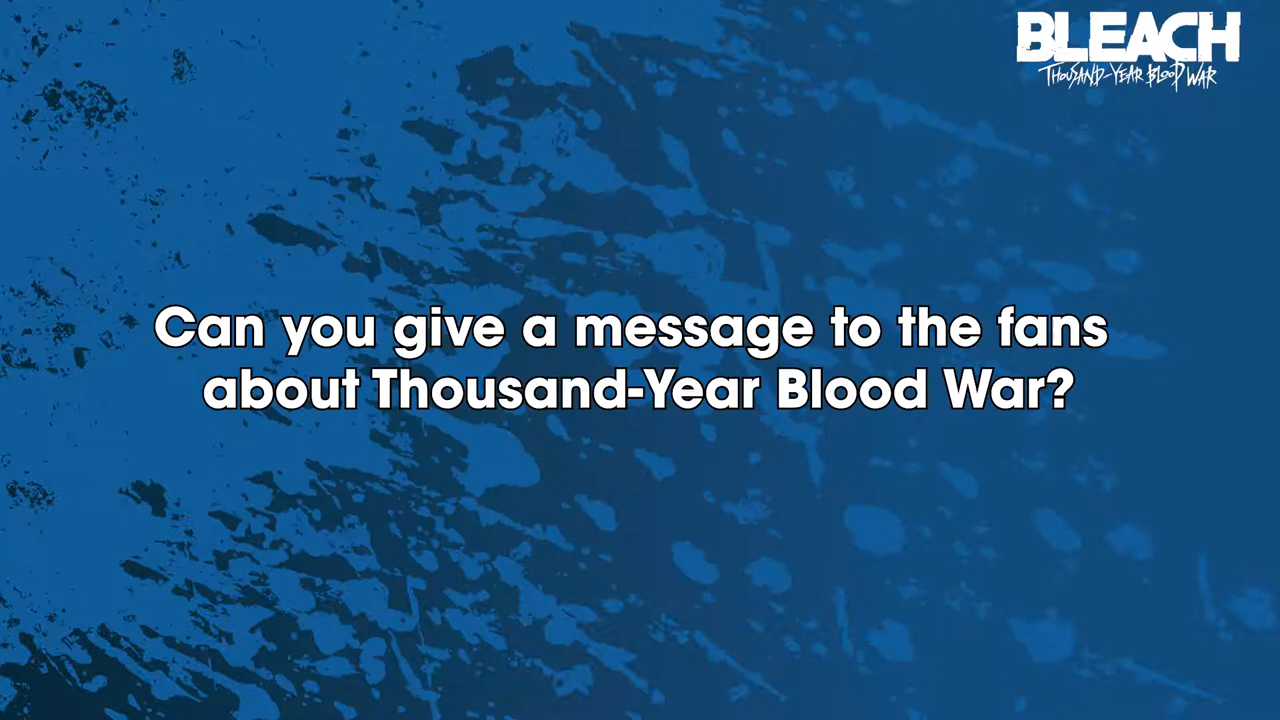 BLEACH
THOUSAND-YEAR BLOOD WAR
Can you give a message to the fans
about Thousand-Year Blood War?